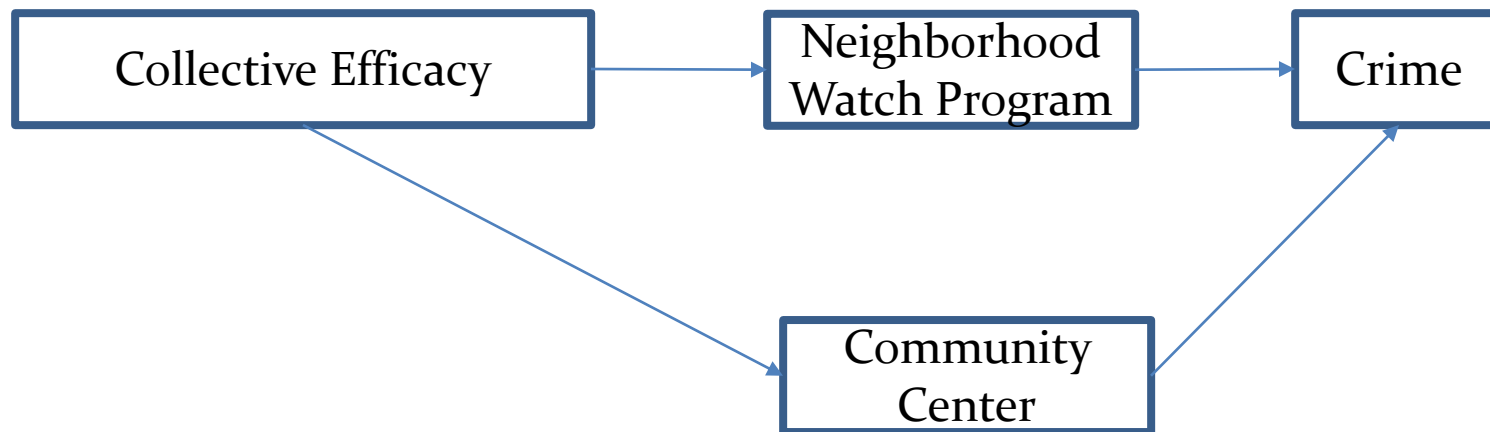 Collective Efficacy
Neighborhood
Watch Program
Crime
Community
Center